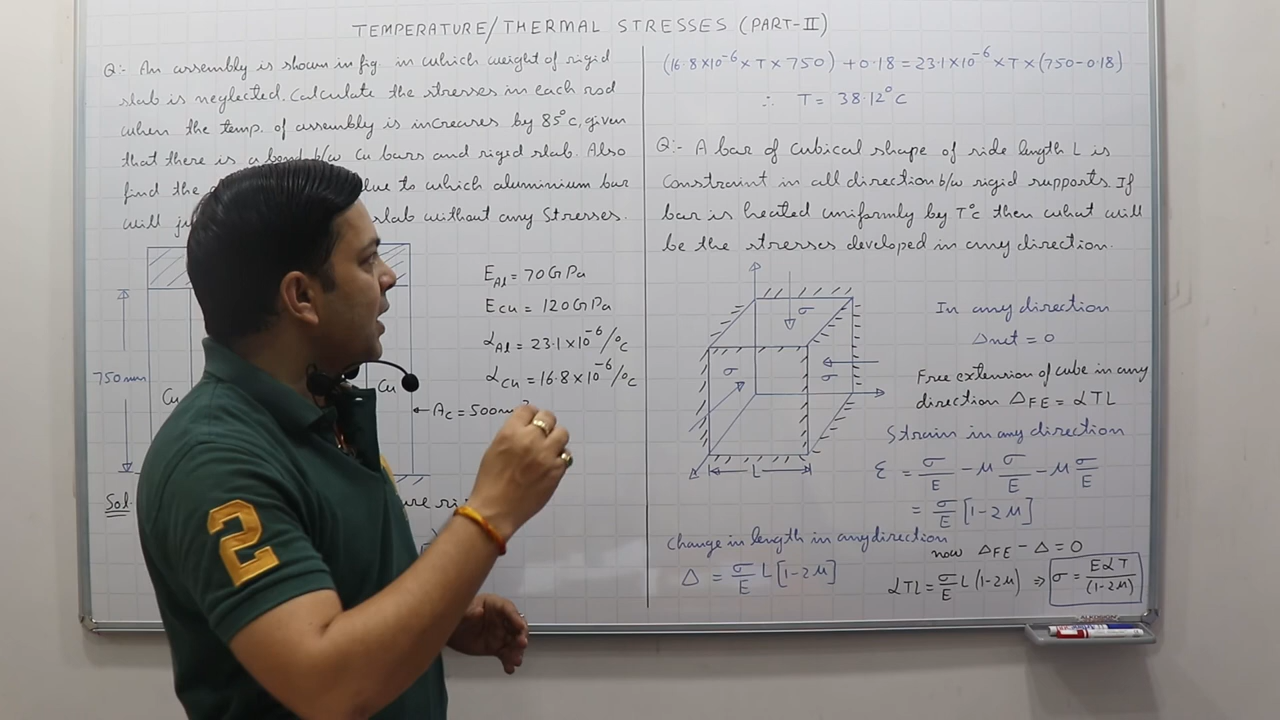 TEMPERATURE/THERMAL STRESSES (PART-II)
Q:- An assembly is shown in fig. in which weight of rigid
slab is neglected. Calculate the stresses in each rod
when the temp. of assembly is increases by 85°c, given
that there is a bond b/w Cu bars and rigid slab. Also
find the due to which aluminium bar
will slab without any Stresses.
750mm
Cu
Cu
E_Al = 70GPa
E_Cu = 120GPa
α_Al = 23.1×10^-6/°c
α_Cu = 16.8×10^-6/°c
A_C = 500m
Sol.
(16.8×10^-6 × T × 750) + 0.18 = 23.1×10^-6 × T × (750-0.18)
∴ T = 38.12°C
Q:- A bar of cubical shape of side length L is
constraint in all direction b/w rigid supports. If
bar is heated uniformly by T°c then what will
be the stresses developed in any direction.
σ
σ
σ
L
In any direction
Δnet = 0
Free extension of cube in any
direction Δ_FE = αTL
Strain in any direction
ε = σ/E - μ σ/E - μ σ/E
= σ/E [1-2μ]
Change in length in any direction
Δ = σ/E L[1-2μ]
now Δ_FE - Δ = 0
αTL = σ/E L(1-2μ) ⇒ σ = EαT/(1-2μ)
2